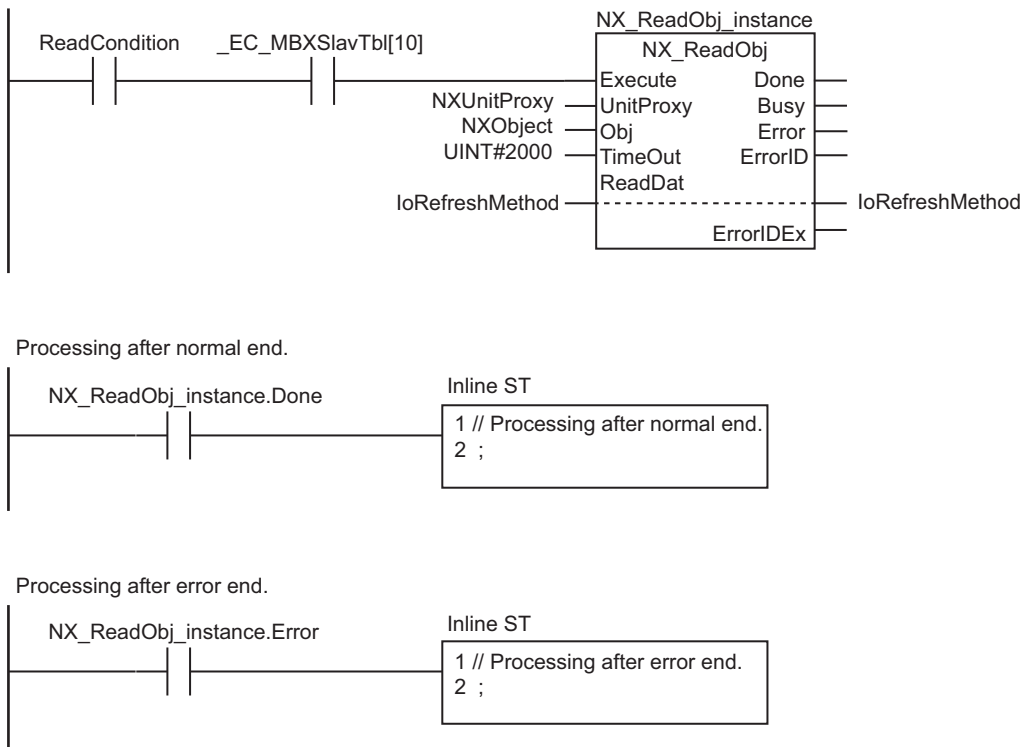 NX_ReadObj_instance
ReadCondition _EC_MBXSlavTbl[10] NX_ReadObj
Execute Done
NXUnitProxy UnitProxy Busy
NXObject Obj Error
UINT#2000 TimeOut ErrorID
ReadDat
IoRefreshMethod IoRefreshMethod
ErrorIDEx
Processing after normal end.
NX_ReadObj_instance.Done Inline ST
1 // Processing after normal end.
2 ;
Processing after error end.
NX_ReadObj_instance.Error Inline ST
1 // Processing after error end.
2 ;